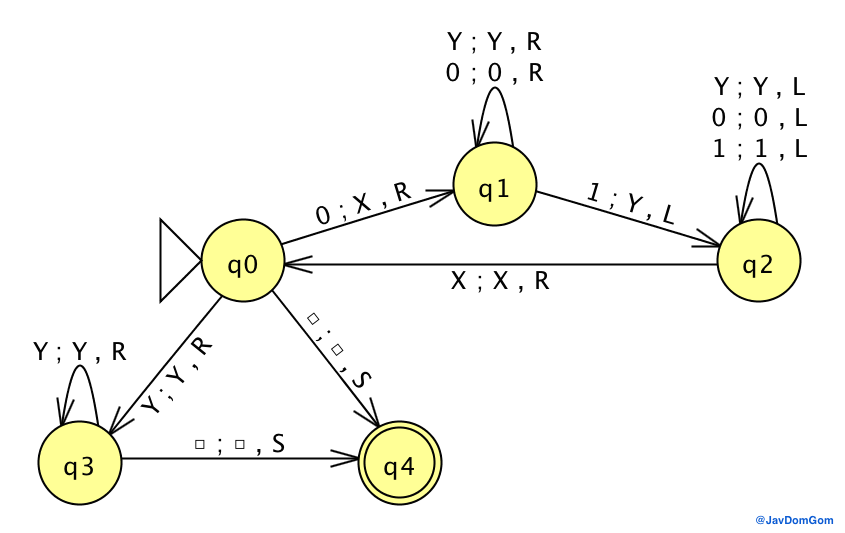 Y ; Y , R
0 ; 0 , R
Y ; Y , L
0 ; 0 , L
1 ; 1 , L
q1
0 ; X , R
1 ; Y , L
q0
q2
X ; X , R
□ ; □ , S
Y ; Y , R
Y ; Y , R
□ ; □ , S
q3
q4
@JavDomGom